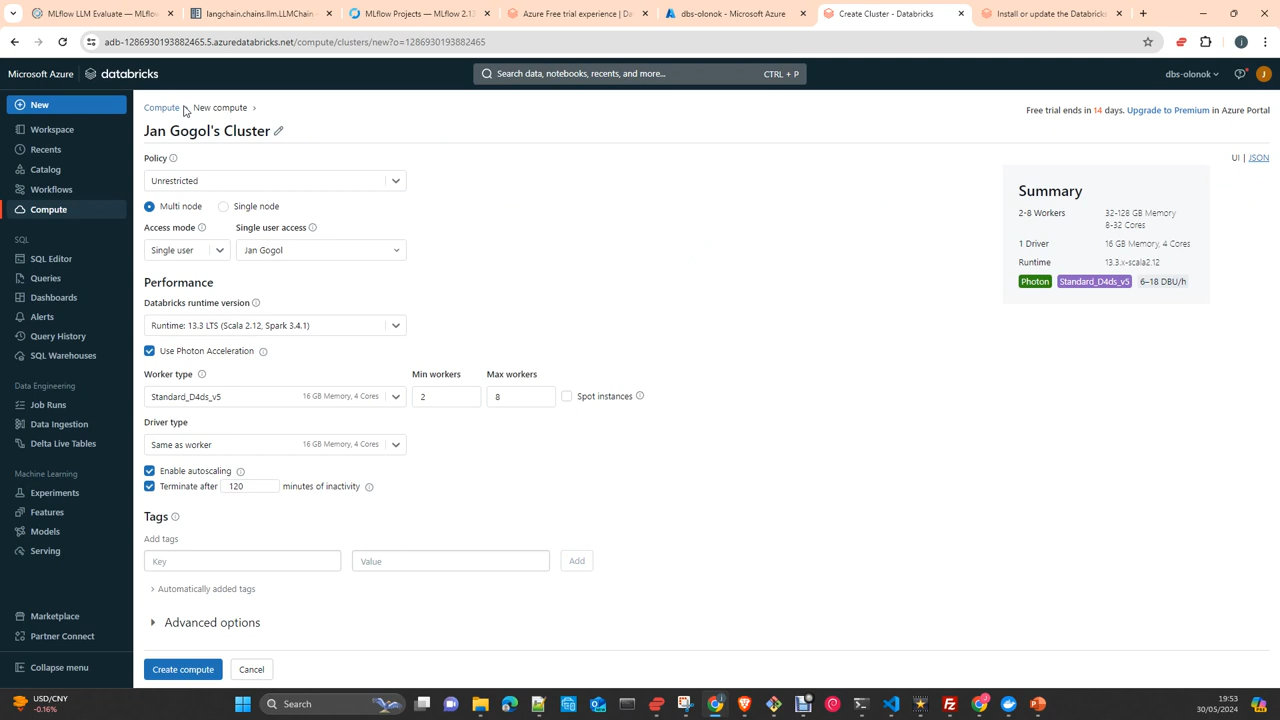 MLflow LLM Evaluate — MLflow
langchain.chains.llm.LLMChain
MLflow Projects — MLflow 2.13
Azure Free trial experience | Da
dbs-olonok - Microsoft Azure
Create Cluster - Databricks
Install or update the Databricks
adb-1286930193882465.5.azuredatabricks.net/compute/clusters/new?o=1286930193882465
Microsoft Azure
databricks
Search data, notebooks, recents, and more...
CTRL + P
dbs-olonok
J
New
Workspace
Recents
Catalog
Workflows
Compute
SQL
SQL Editor
Queries
Dashboards
Alerts
Query History
SQL Warehouses
Data Engineering
Job Runs
Data Ingestion
Delta Live Tables
Machine Learning
Experiments
Features
Models
Serving
Marketplace
Partner Connect
Collapse menu
Compute > New compute >
Free trial ends in 14 days. Upgrade to Premium in Azure Portal
Jan Gogol's Cluster
UI | JSON
Policy
Unrestricted
Multi node Single node
Access mode Single user access
Single user Jan Gogol
Performance
Databricks runtime version
Runtime: 13.3 LTS (Scala 2.12, Spark 3.4.1)
Use Photon Acceleration
Worker type Min workers Max workers
Standard_D4ds_v5 16 GB Memory, 4 Cores 2 8 Spot instances
Driver type
Same as worker 16 GB Memory, 4 Cores
Enable autoscaling
Terminate after 120 minutes of inactivity
Tags
Add tags
Key Value Add
Automatically added tags
Advanced options
Create compute Cancel
Summary
2-8 Workers 32-128 GB Memory
8-32 Cores
1 Driver 16 GB Memory, 4 Cores
Runtime 13.3.x-scala2.12
Photon Standard_D4ds_v5 6–18 DBU/h
USD/CNY
-0.16%
Search
19:53
30/05/2024